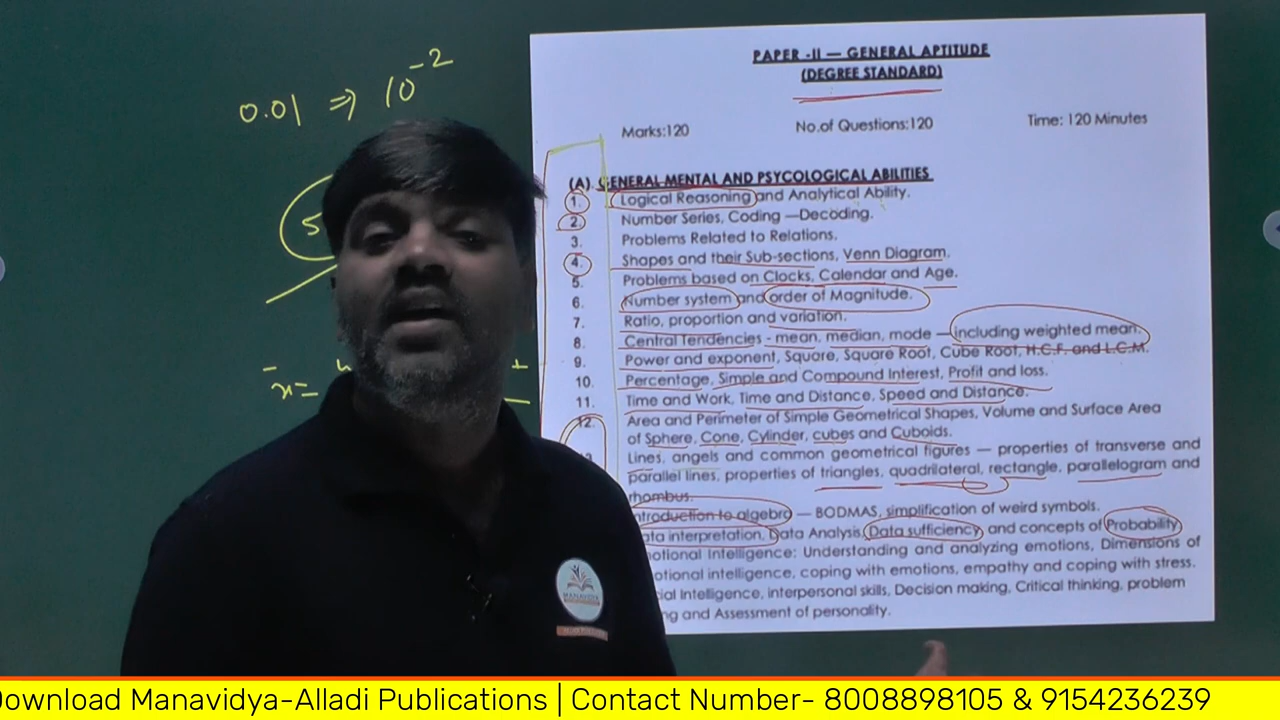 0.01 ⇒ 10⁻²
5
x̄ =
PAPER -II — GENERAL APTITUDE
(DEGREE STANDARD)
Marks:120 No.of Questions:120 Time: 120 Minutes
(A). GENERAL MENTAL AND PSYCOLOGICAL ABILITIES
1. Logical Reasoning and Analytical Ability.
2. Number Series, Coding —Decoding.
3. Problems Related to Relations.
4. Shapes and their Sub-sections, Venn Diagram.
5. Problems based on Clocks, Calendar and Age.
6. Number system and order of Magnitude.
7. Ratio, proportion and variation.
8. Central Tendencies - mean, median, mode — including weighted mean.
9. Power and exponent, Square, Square Root, Cube Root, H.C.F. and L.C.M.
10. Percentage, Simple and Compound Interest, Profit and loss.
11. Time and Work, Time and Distance, Speed and Distance.
12. Area and Perimeter of Simple Geometrical Shapes, Volume and Surface Area
of Sphere, Cone, Cylinder, cubes and Cuboids.
Lines, angels and common geometrical figures — properties of transverse and
parallel lines, properties of triangles, quadrilateral, rectangle, parallelogram and
rhombus.
ntroduction to algebra — BODMAS, simplification of weird symbols.
ata interpretation, Data Analysis, Data sufficiency and concepts of Probability
otional Intelligence: Understanding and analyzing emotions, Dimensions of
otional intelligence, coping with emotions, empathy and coping with stress.
ial Intelligence, interpersonal skills, Decision making, Critical thinking, problem
ng and Assessment of personality.
MANAVIDYA
Download Manavidya-Alladi Publications | Contact Number- 8008898105 & 9154236239